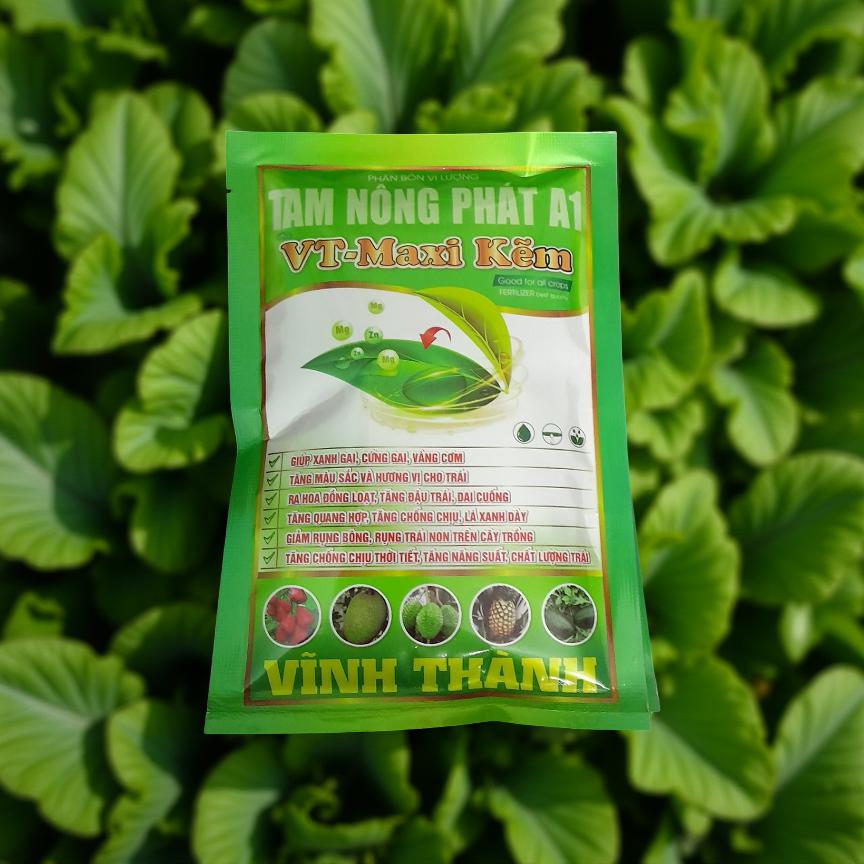 PHÂN BÓN VI LƯỢNG
TAM NÔNG PHÁT A1
VT-Maxi Kẽm
Good for all crops
FERTILIZER best quality
Mg
Mg
Zn
Zn
Mg
GIÚP XANH GAI, CỨNG GAI, VÀNG CƠM
TĂNG MÀU SẮC VÀ HƯƠNG VỊ CHO TRÁI
RA HOA ĐỒNG LOẠT, TĂNG ĐẬU TRÁI, DAI CUỐNG
TĂNG QUANG HỢP, TĂNG CHỐNG CHỊU, LÁ XANH DÀY
GIẢM RỤNG BÔNG, RỤNG TRÁI NON TRÊN CÂY TRỒNG
TĂNG CHỐNG CHỊU THỜI TIẾT, TĂNG NĂNG SUẤT, CHẤT LƯỢNG TRÁI
VĨNH THÀNH